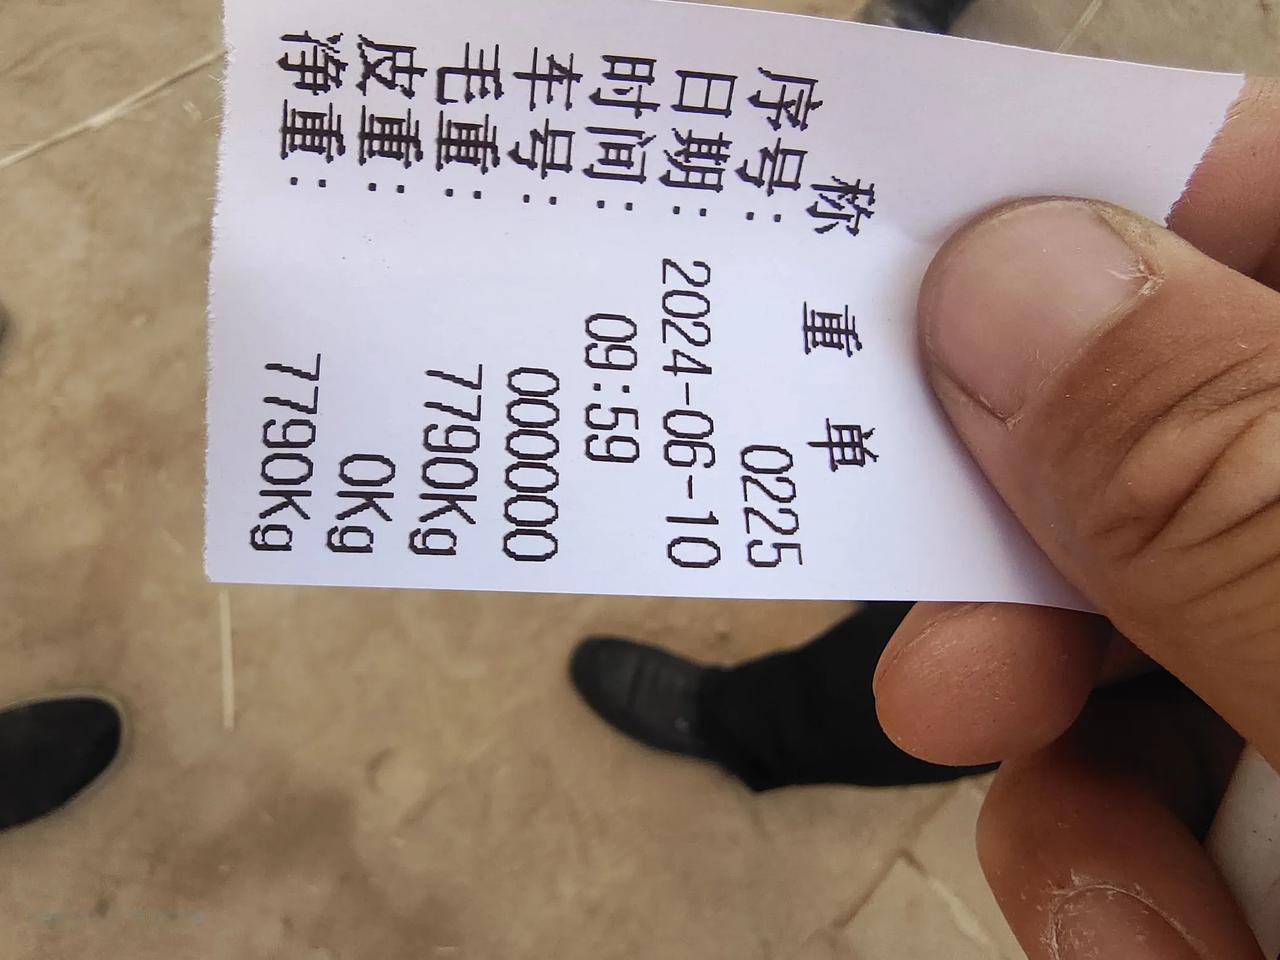 称 重 单
序号: 0225
日期: 2024-06-10
时间: 09:59
车号: 000000
毛重: 7790Kg
皮重: 0Kg
净重: 7790Kg